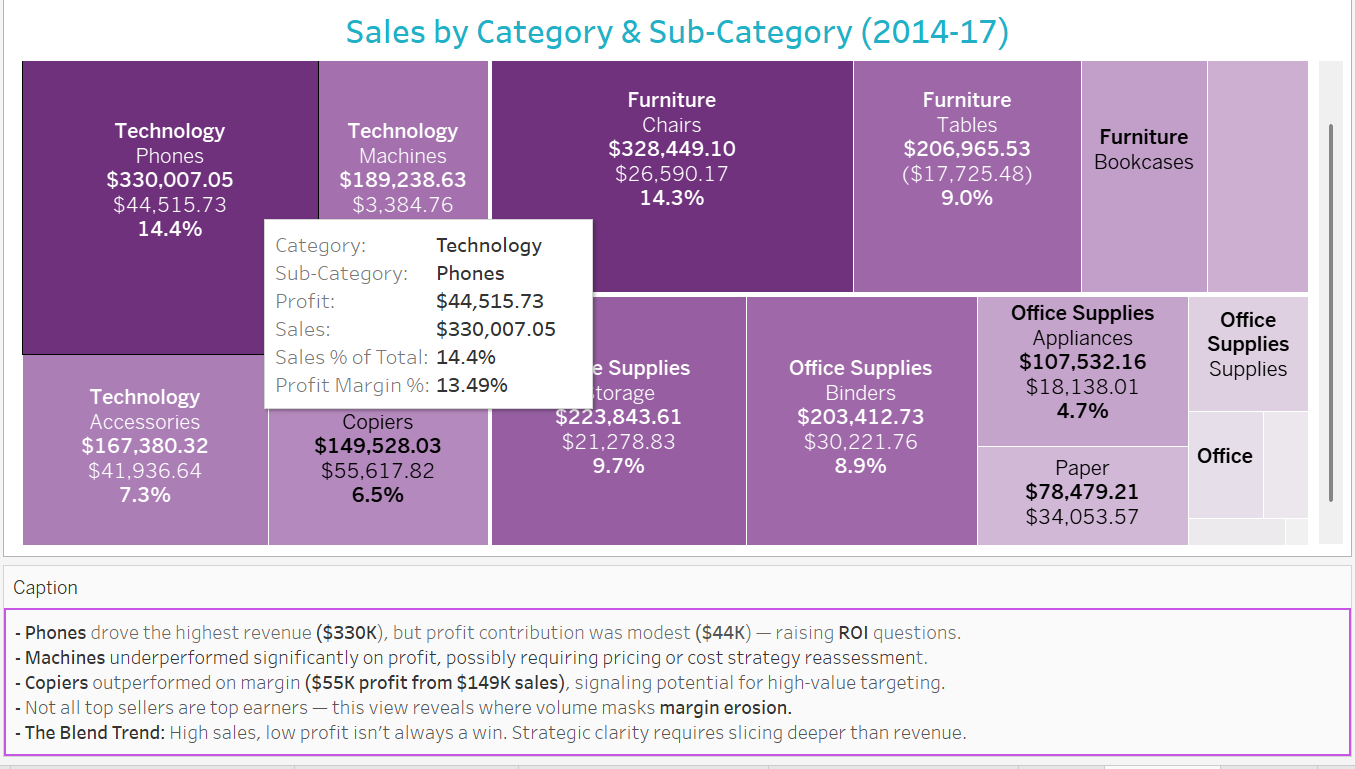 Sales by Category & Sub-Category (2014-17)
Technology
Phones
$330,007.05
$44,515.73
14.4%
Technology
Machines
$189,238.63
$3,384.76
Furniture
Chairs
$328,449.10
$26,590.17
14.3%
Furniture
Tables
$206,965.53
($17,725.48)
9.0%
Furniture
Bookcases
Category: Technology
Sub-Category: Phones
Profit: $44,515.73
Sales: $330,007.05
Sales % of Total: 14.4%
Profit Margin %: 13.49%
Technology
Accessories
$167,380.32
$41,936.64
7.3%
Copiers
$149,528.03
$55,617.82
6.5%
e Supplies
torage
$223,843.61
$21,278.83
9.7%
Office Supplies
Binders
$203,412.73
$30,221.76
8.9%
Office Supplies
Appliances
$107,532.16
$18,138.01
4.7%
Paper
$78,479.21
$34,053.57
Office
Supplies
Supplies
Office
Caption
- Phones drove the highest revenue ($330K), but profit contribution was modest ($44K) — raising ROI questions.
- Machines underperformed significantly on profit, possibly requiring pricing or cost strategy reassessment.
- Copiers outperformed on margin ($55K profit from $149K sales), signaling potential for high-value targeting.
- Not all top sellers are top earners — this view reveals where volume masks margin erosion.
- The Blend Trend: High sales, low profit isn't always a win. Strategic clarity requires slicing deeper than revenue.